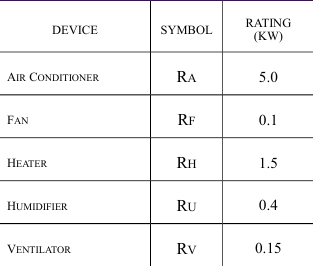 DEVICE SYMBOL RATING (KW)
AIR CONDITIONER RA 5.0
FAN RF 0.1
HEATER RH 1.5
HUMIDIFIER RU 0.4
VENTILATOR RV 0.15